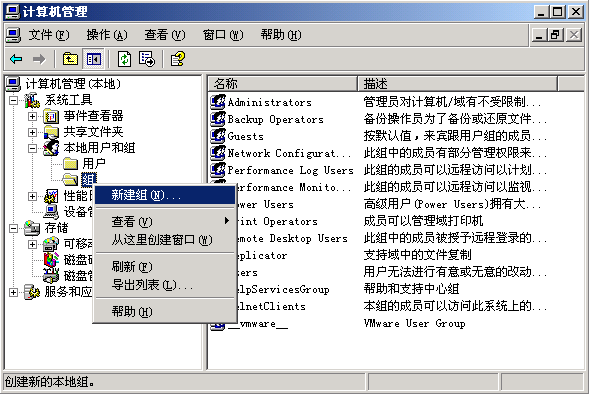 计算机管理
文件(F) 操作(A) 查看(V) 窗口(W) 帮助(H)
计算机管理(本地)
系统工具
事件查看器
共享文件夹
本地用户和组
用户
组
性能日
设备管
存储
可移动
磁盘碎
磁盘管
服务和应
新建组(N)...
查看(V)
从这里创建窗口(W)
刷新(F)
导出列表(L)...
帮助(H)
名称 描述
Administrators 管理员对计算机/域有不受限制...
Backup Operators 备份操作员为了备份或还原文件...
Guests 按默认值，来宾跟用户组的成员...
Network Configurat... 此组中的成员有部分管理权限来...
Performance Log Users 此组的成员可以远程访问以计划...
Performance Monito... 此组的成员可以远程访问以监视...
Power Users 高级用户(Power Users)拥有大...
rint Operators 成员可以管理域打印机
emote Desktop Users 此组中的成员被授予远程登录的...
eplicator 支持域中的文件复制
sers 用户无法进行有意或无意的改动...
elpServicesGroup 帮助和支持中心组
elnetClients 本组的成员可以访问此系统上的...
__vmware__ VMware User Group
创建新的本地组。